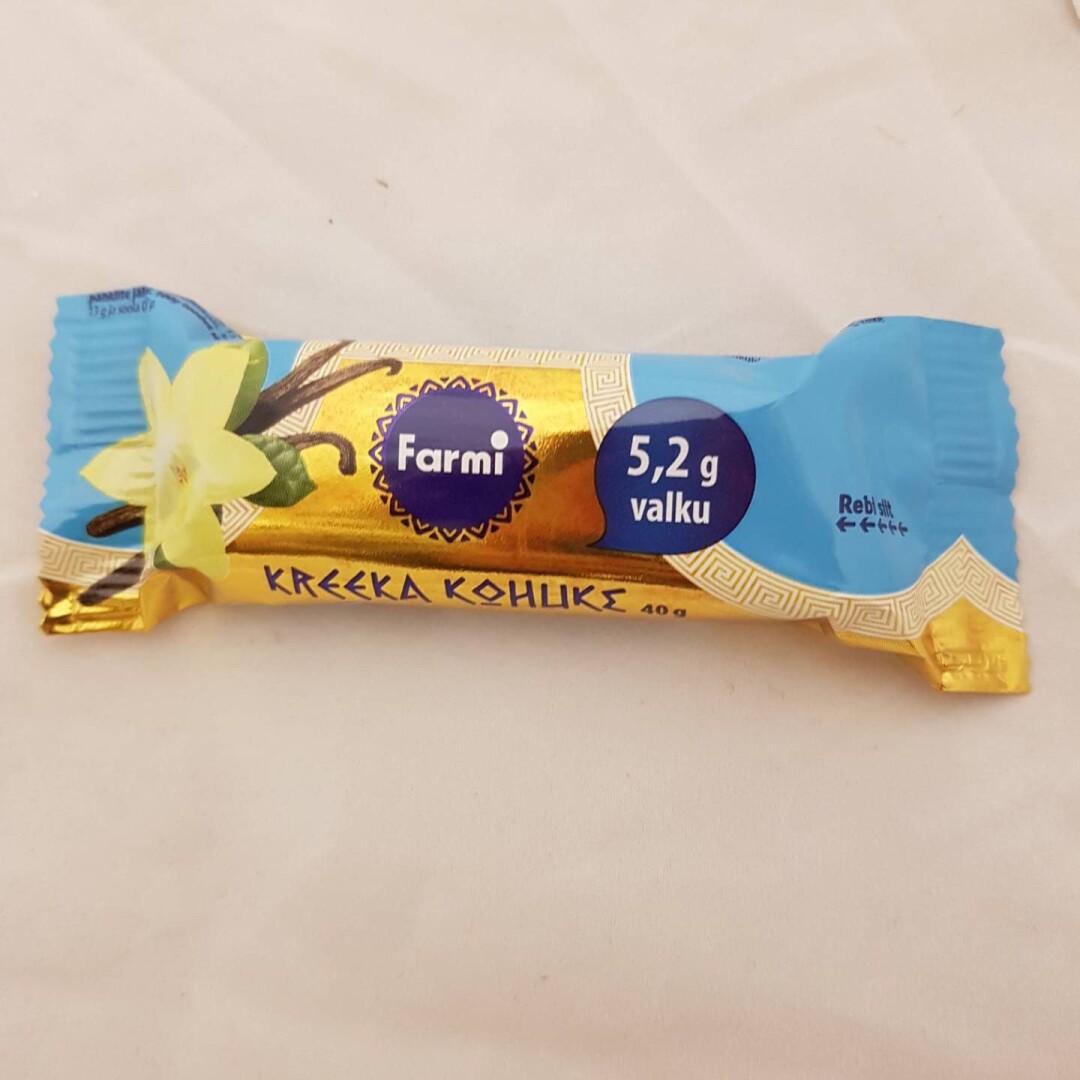 Farmi
5,2 g
valku
Rebi siit
KREEKA KOHUKE 40 g